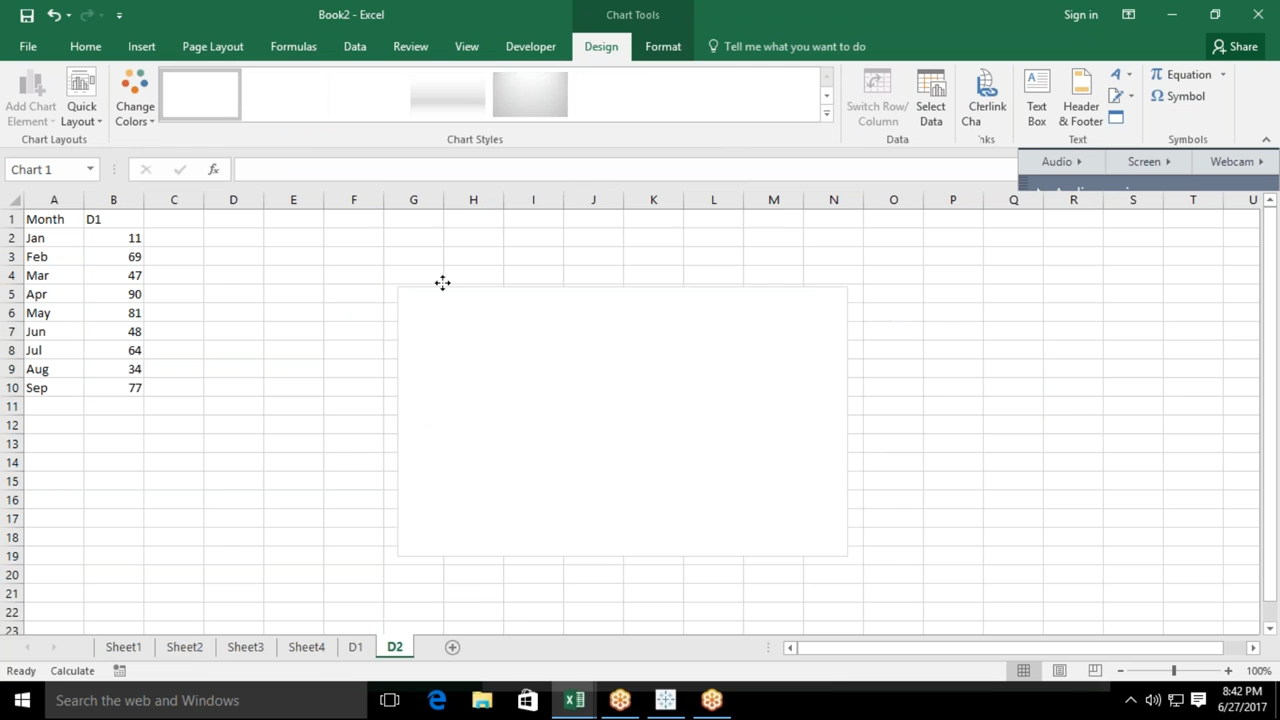 Book2 - Excel
Chart Tools
Sign in
File
Home
Insert
Page Layout
Formulas
Data
Review
View
Developer
Design
Format
Tell me what you want to do
Share
Add Chart
Element
Quick
Layout
Change
Colors
Switch Row/
Column
Select
Data
Text
Box
Header
& Footer
Equation
Symbol
Chart Layouts
Chart Styles
Data
Text
Symbols
Chart 1
fx
Audio
Screen
Webcam
A B C D E F G H I J K L M N O P Q R S T U
1 Month D1
2 Jan 11
3 Feb 69
4 Mar 47
5 Apr 90
6 May 81
7 Jun 48
8 Jul 64
9 Aug 34
10 Sep 77
11
12
13
14
15
16
17
18
19
20
21
22
23
Sheet1
Sheet2
Sheet3
Sheet4
D1
D2
Ready
Calculate
100%
Search the web and Windows
8:42 PM
6/27/2017